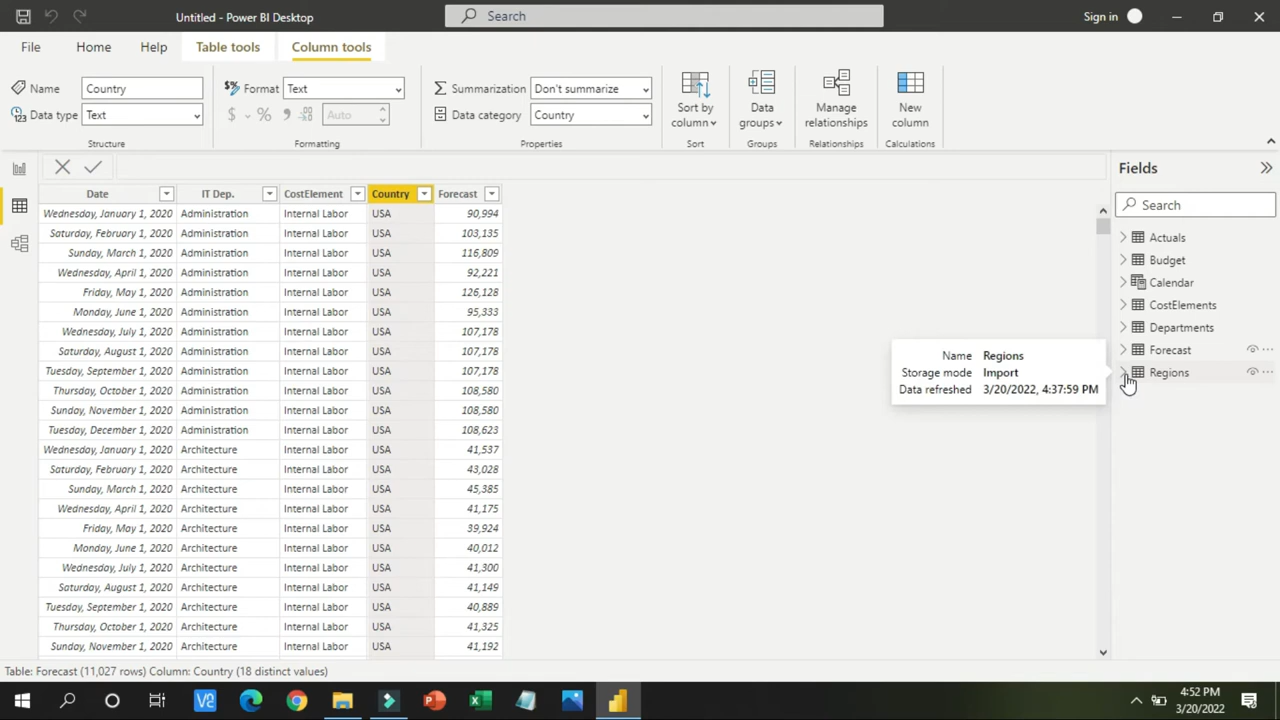 Untitled - Power BI Desktop
Search
Sign in
File
Home
Help
Table tools
Column tools
Name
Country
Data type
Text
Structure
Format
Text
$
%
Auto
Formatting
Summarization
Don't summarize
Data category
Country
Properties
Sort by
column
Sort
Data
groups
Groups
Manage
relationships
Relationships
New
column
Calculations
Date IT Dep. CostElement Country Forecast
Wednesday, January 1, 2020 Administration Internal Labor USA 90,994
Saturday, February 1, 2020 Administration Internal Labor USA 103,135
Sunday, March 1, 2020 Administration Internal Labor USA 116,809
Wednesday, April 1, 2020 Administration Internal Labor USA 92,221
Friday, May 1, 2020 Administration Internal Labor USA 126,128
Monday, June 1, 2020 Administration Internal Labor USA 95,333
Wednesday, July 1, 2020 Administration Internal Labor USA 107,178
Saturday, August 1, 2020 Administration Internal Labor USA 107,178
Tuesday, September 1, 2020 Administration Internal Labor USA 107,178
Thursday, October 1, 2020 Administration Internal Labor USA 108,580
Sunday, November 1, 2020 Administration Internal Labor USA 108,580
Tuesday, December 1, 2020 Administration Internal Labor USA 108,623
Wednesday, January 1, 2020 Architecture Internal Labor USA 41,537
Saturday, February 1, 2020 Architecture Internal Labor USA 43,028
Sunday, March 1, 2020 Architecture Internal Labor USA 45,385
Wednesday, April 1, 2020 Architecture Internal Labor USA 41,175
Friday, May 1, 2020 Architecture Internal Labor USA 39,924
Monday, June 1, 2020 Architecture Internal Labor USA 40,012
Wednesday, July 1, 2020 Architecture Internal Labor USA 41,300
Saturday, August 1, 2020 Architecture Internal Labor USA 41,149
Tuesday, September 1, 2020 Architecture Internal Labor USA 40,889
Thursday, October 1, 2020 Architecture Internal Labor USA 41,325
Sunday, November 1, 2020 Architecture Internal Labor USA 41,192
Name Regions
Storage mode Import
Data refreshed 3/20/2022, 4:37:59 PM
Fields
Search
Actuals
Budget
Calendar
CostElements
Departments
Forecast
Regions
Table: Forecast (11,027 rows) Column: Country (18 distinct values)
4:52 PM
3/20/2022